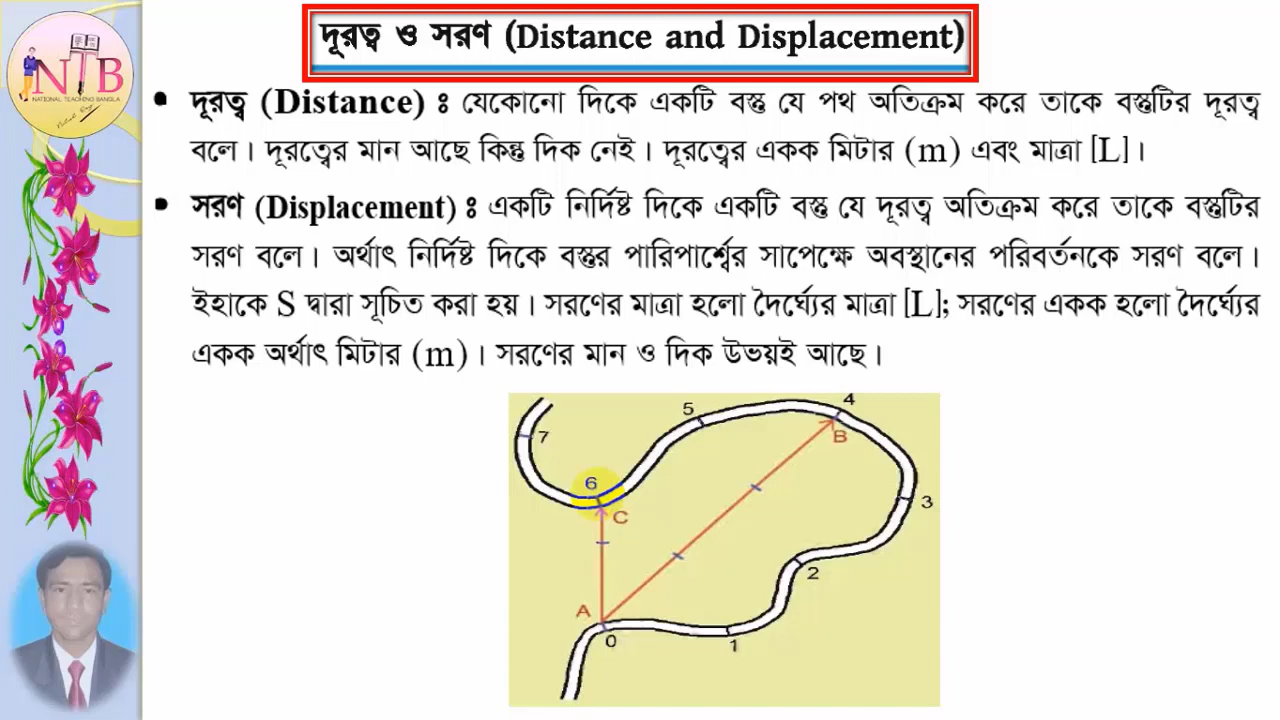 দূরত্ব ও সরণ (Distance and Displacement)
NTB
NATIONAL TEACHING BANGLA
• দূরত্ব (Distance) ঃ যেকোনো দিকে একটি বস্তু যে পথ অতিক্রম করে তাকে বস্তুটির দূরত্ব
বলে। দূরত্বের মান আছে কিন্তু দিক নেই। দূরত্বের একক মিটার (m) এবং মাত্রা [L]।
• সরণ (Displacement) ঃ একটি নির্দিষ্ট দিকে একটি বস্তু যে দূরত্ব অতিক্রম করে তাকে বস্তুটির
সরণ বলে। অর্থাৎ নির্দিষ্ট দিকে বস্তুর পারিপার্শ্বের সাপেক্ষে অবস্থানের পরিবর্তনকে সরণ বলে।
ইহাকে S দ্বারা সূচিত করা হয়। সরণের মাত্রা হলো দৈর্ঘ্যের মাত্রা [L]; সরণের একক হলো দৈর্ঘ্যের
একক অর্থাৎ মিটার (m)। সরণের মান ও দিক উভয়ই আছে।
4
5
B
7
6
3
C
2
A
0
1